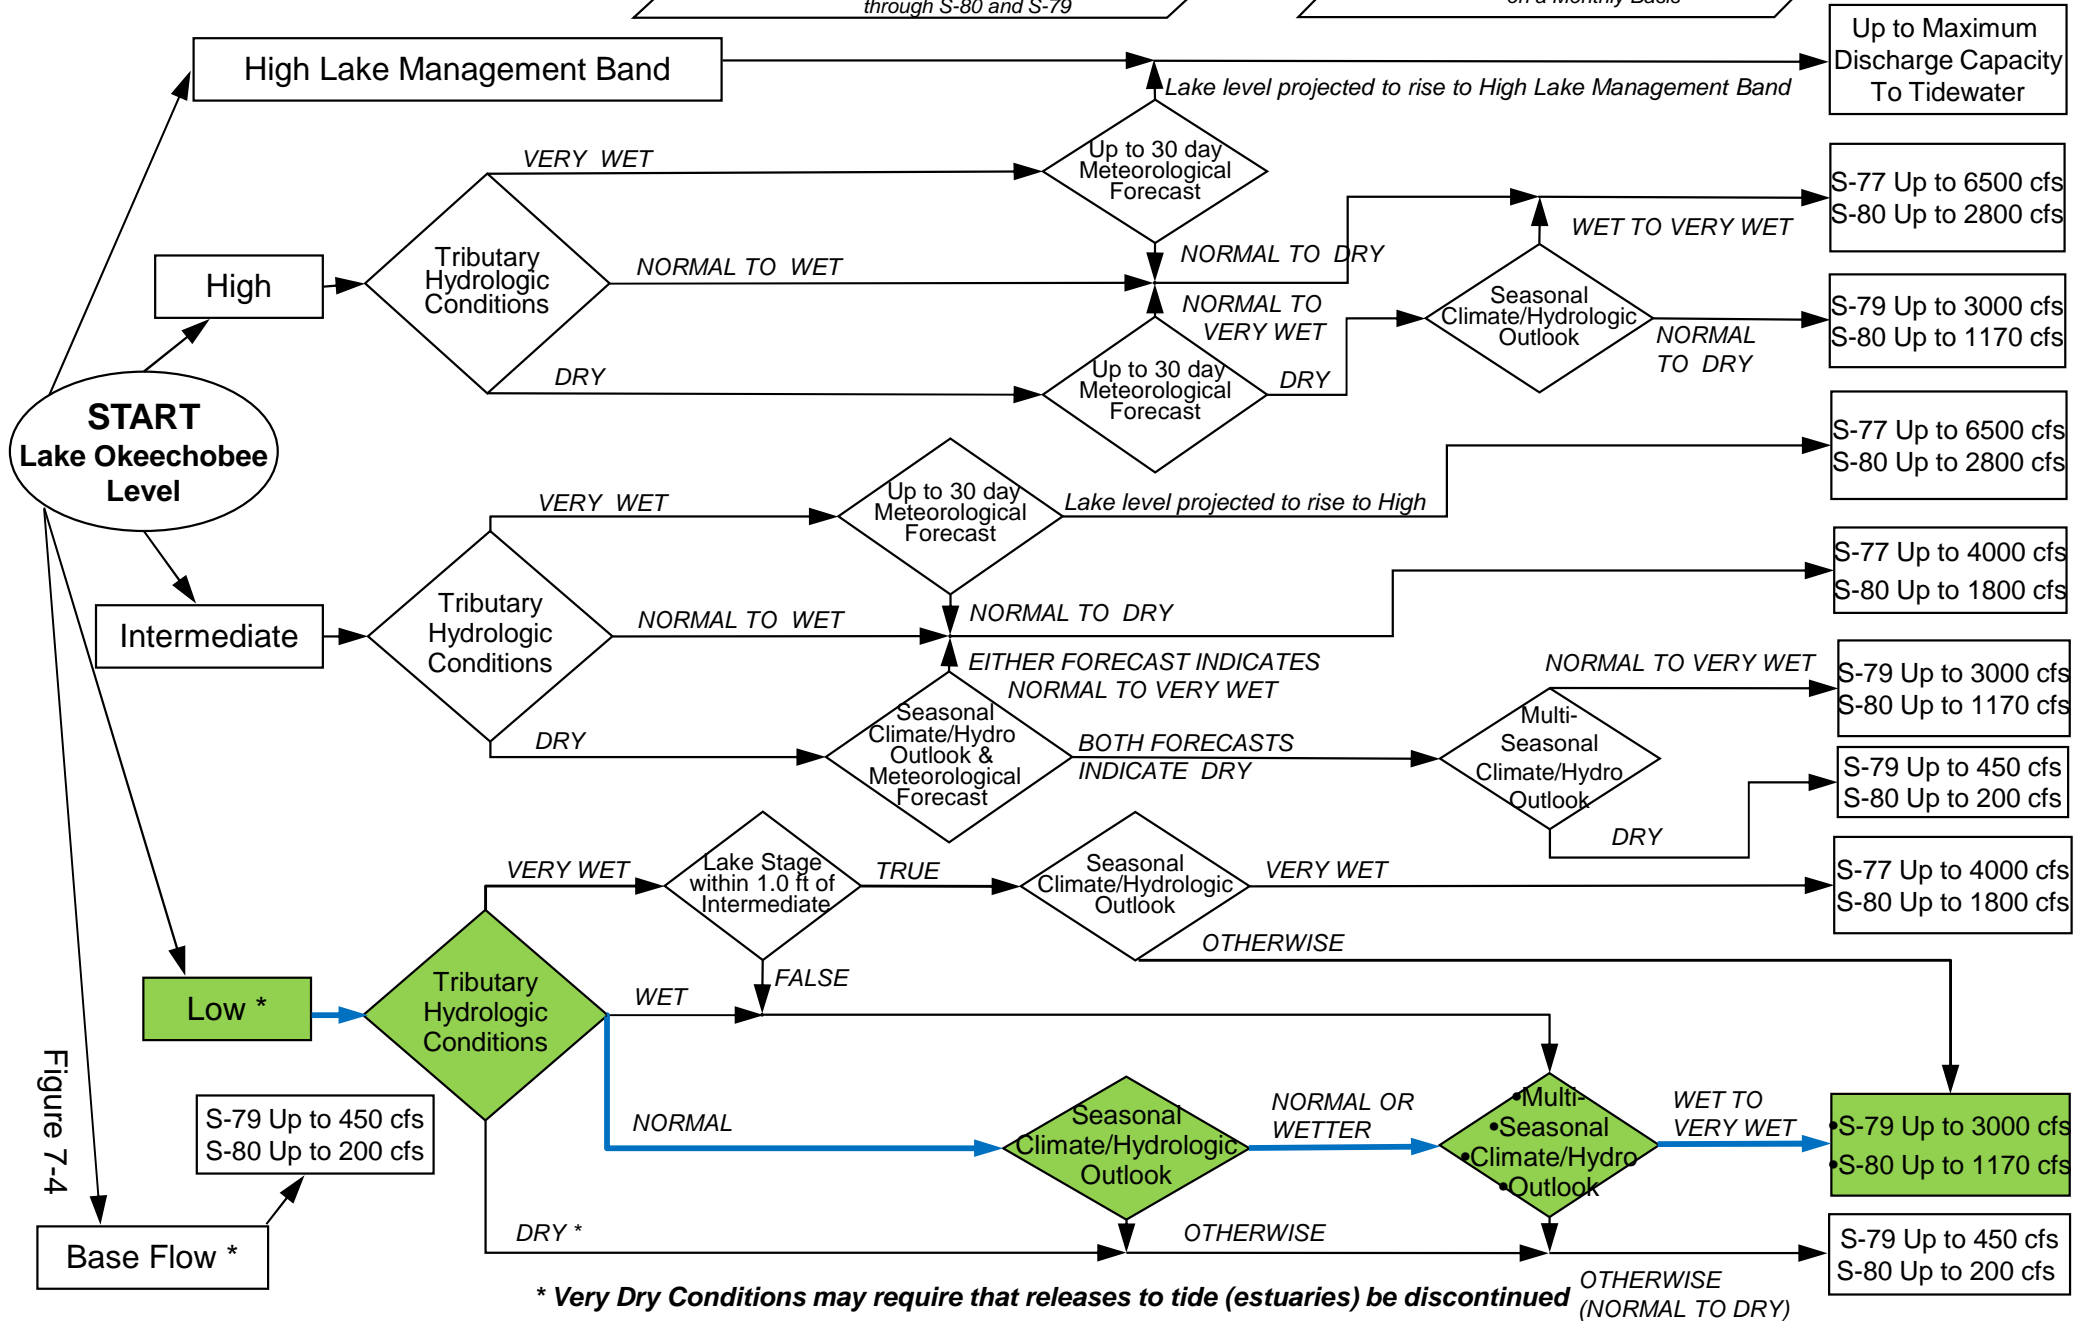 through S-80 and S-79
on a Monthly Basis
High Lake Management Band
Up to Maximum
Discharge Capacity
To Tidewater
Lake level projected to rise to High Lake Management Band
VERY WET
Up to 30 day
Meteorological
Forecast
S-77 Up to 6500 cfs
S-80 Up to 2800 cfs
WET TO VERY WET
High
Tributary
Hydrologic
Conditions
NORMAL TO WET
NORMAL TO DRY
NORMAL TO
VERY WET
Seasonal
Climate/Hydrologic
Outlook
NORMAL
TO DRY
S-79 Up to 3000 cfs
S-80 Up to 1170 cfs
DRY
Up to 30 day
Meteorological
Forecast
DRY
START
Lake Okeechobee
Level
S-77 Up to 6500 cfs
S-80 Up to 2800 cfs
VERY WET
Up to 30 day
Meteorological
Forecast
Lake level projected to rise to High
S-77 Up to 4000 cfs
S-80 Up to 1800 cfs
Intermediate
Tributary
Hydrologic
Conditions
NORMAL TO WET
NORMAL TO DRY
EITHER FORECAST INDICATES
NORMAL TO VERY WET
NORMAL TO VERY WET
S-79 Up to 3000 cfs
S-80 Up to 1170 cfs
DRY
Seasonal
Climate/Hydro
Outlook &
Meteorological
Forecast
BOTH FORECASTS
INDICATE DRY
Multi-
Seasonal
Climate/Hydro
Outlook
DRY
S-79 Up to 450 cfs
S-80 Up to 200 cfs
VERY WET
Lake Stage
within 1.0 ft of
Intermediate
TRUE
Seasonal
Climate/Hydrologic
Outlook
VERY WET
S-77 Up to 4000 cfs
S-80 Up to 1800 cfs
OTHERWISE
FALSE
Low *
Tributary
Hydrologic
Conditions
WET
NORMAL
Seasonal
Climate/Hydrologic
Outlook
NORMAL OR
WETTER
•Multi-
•Seasonal
•Climate/Hydro
•Outlook
WET TO
VERY WET
•S-79 Up to 3000 cfs
•S-80 Up to 1170 cfs
Figure 7-4
S-79 Up to 450 cfs
S-80 Up to 200 cfs
Base Flow *
DRY *
OTHERWISE
S-79 Up to 450 cfs
S-80 Up to 200 cfs
* Very Dry Conditions may require that releases to tide (estuaries) be discontinued
OTHERWISE
(NORMAL TO DRY)